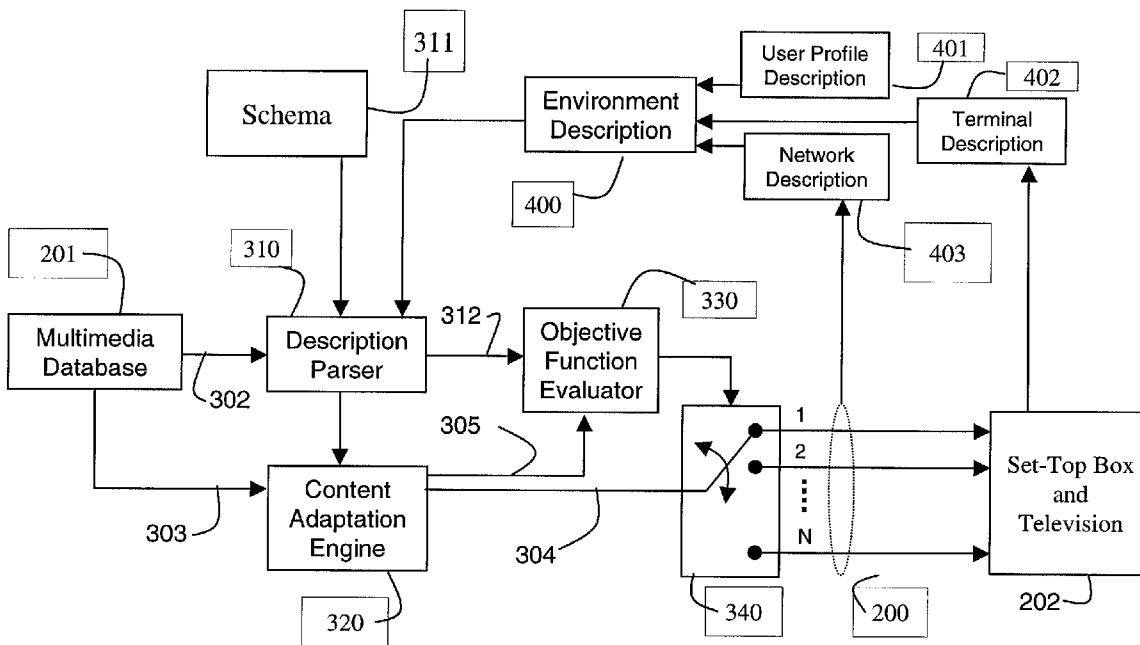 311
User Profile
Description
401
402
Schema
Environment
Description
Terminal
Description
Network
Description
400
403
201
310
330
Multimedia
Database
302
Description
Parser
312
Objective
Function
Evaluator
305
1
2
N
303
Content
Adaptation
Engine
304
Set-Top Box
and
Television
320
340
200
202